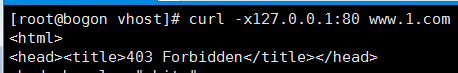 [root@bogon vhost]# curl -x127.0.0.1:80 www.1.com
<html>
<head><title>403 Forbidden</title></head>